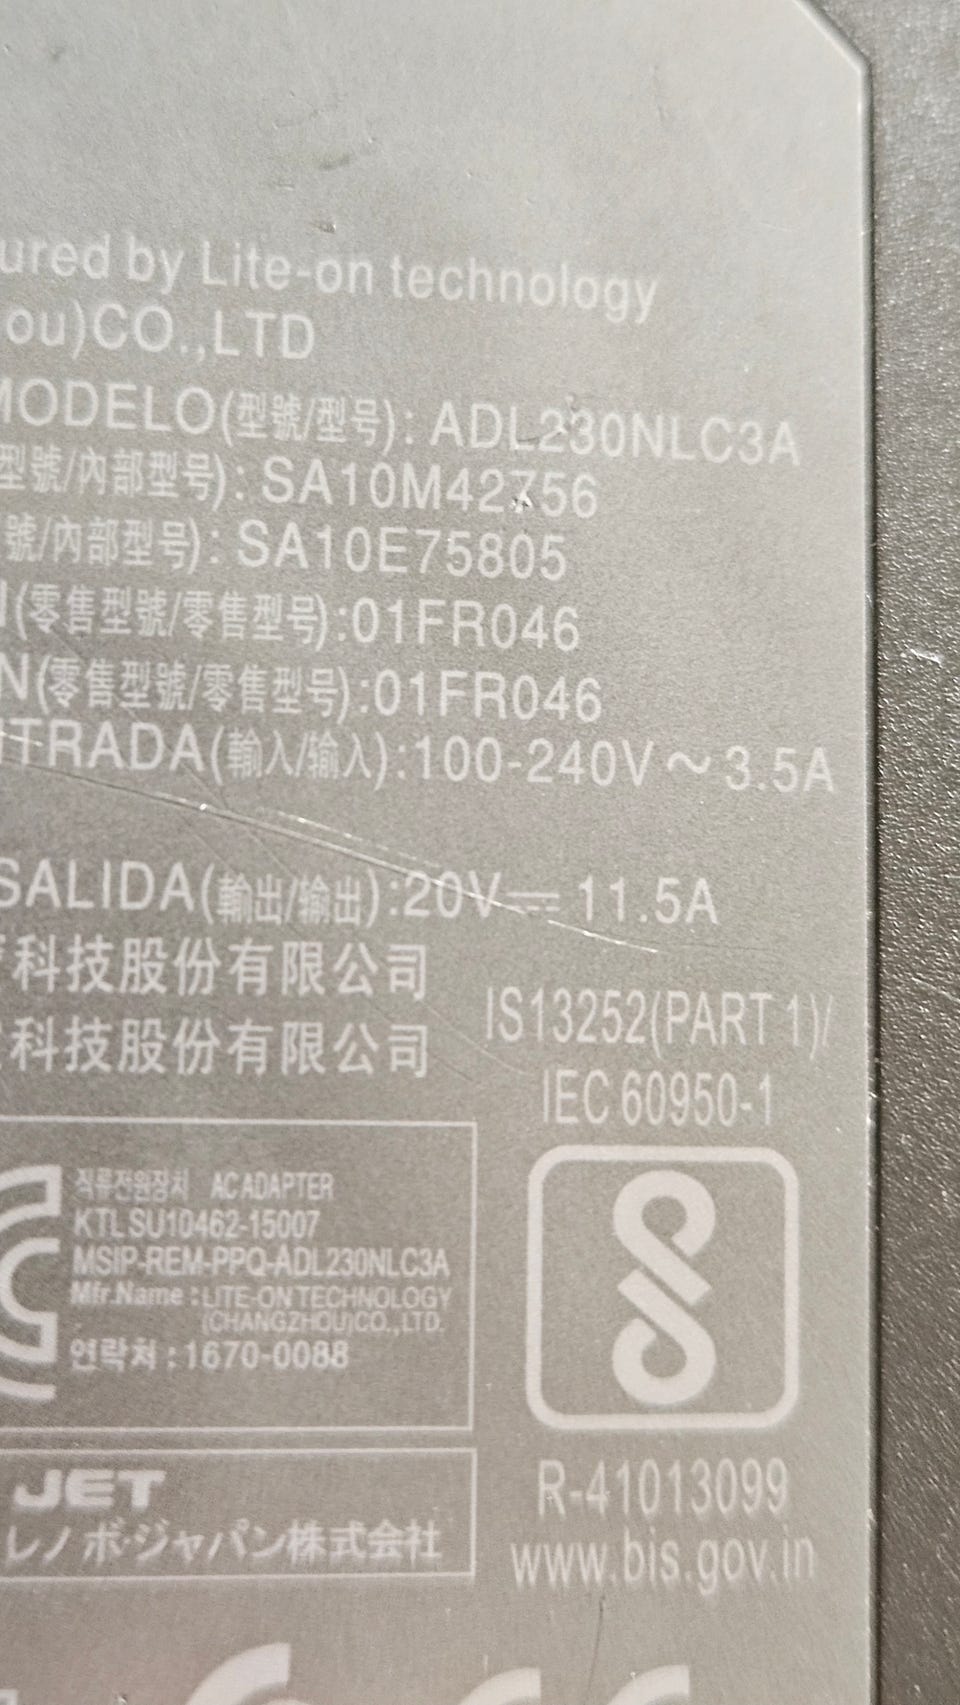 ured by Lite-on technology
ou)CO.,LTD
MODELO(型號/型号): ADL230NLC3A
型號/內部型号): SA10M42756
號/內部型号): SA10E75805
(零售型號/零售型号):01FR046
N(零售型號/零售型号):01FR046
NTRADA(輸入/输入):100-240V～3.5A
SALIDA(輸出/输出):20V⎓11.5A
科技股份有限公司
科技股份有限公司
IS13252(PART 1)/
IEC 60950-1
직류전원장치 AC ADAPTER
KTL SU10462-15007
MSIP-REM-PPQ-ADL230NLC3A
Mfr.Name : LITE-ON TECHNOLOGY
(CHANGZHOU)CO.,LTD.
연락처 : 1670-0088
R-41013099
www.bis.gov.in
JET
レノボ・ジャパン株式会社